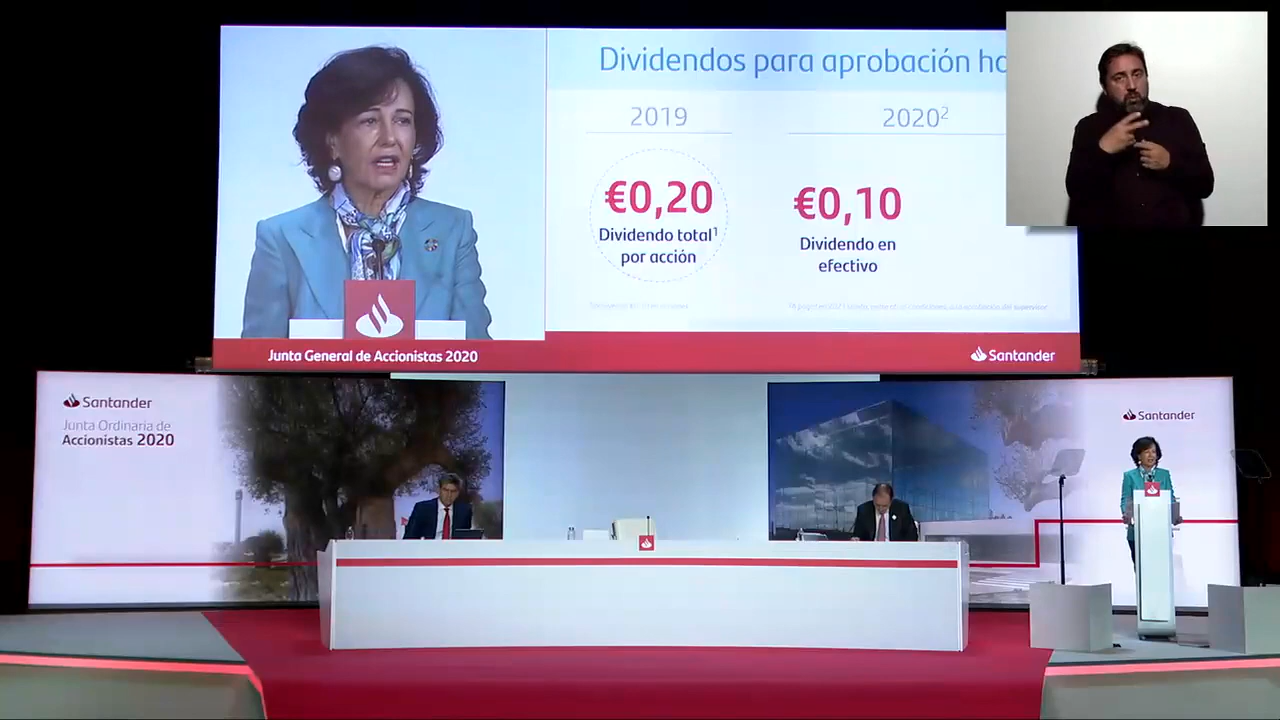 Dividendos para aprobación
2019
2020²
€0,20
Dividendo total¹
por acción
€0,10
Dividendo en
efectivo
Junta General de Accionistas 2020
Santander
Santander
Junta Ordinaria de
Accionistas 2020
Santander